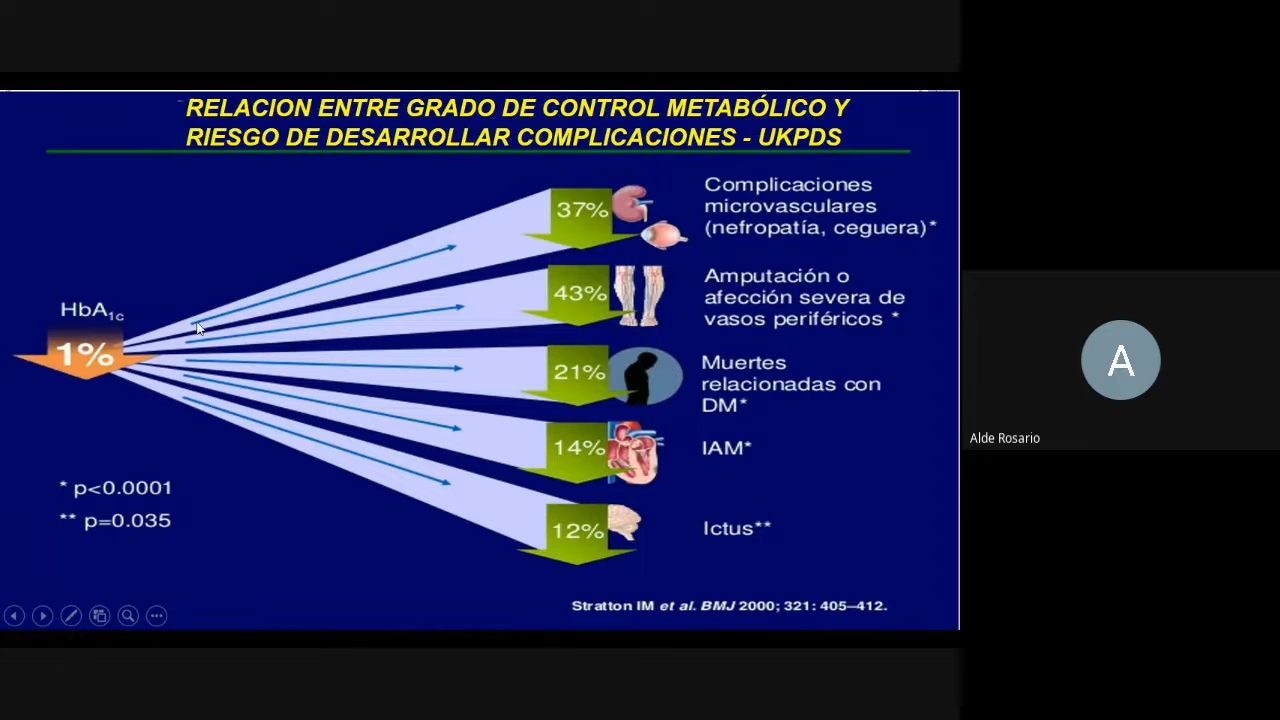 RELACION ENTRE GRADO DE CONTROL METABÓLICO Y
RIESGO DE DESARROLLAR COMPLICACIONES - UKPDS
HbA1c
1%
37%
Complicaciones
microvasculares
(nefropatía, ceguera)*
43%
Amputación o
afección severa de
vasos periféricos *
21%
Muertes
relacionadas con
DM*
14%
IAM*
12%
Ictus**
* p<0.0001
** p=0.035
Stratton IM et al. BMJ 2000; 321: 405–412.
A
Alde Rosario